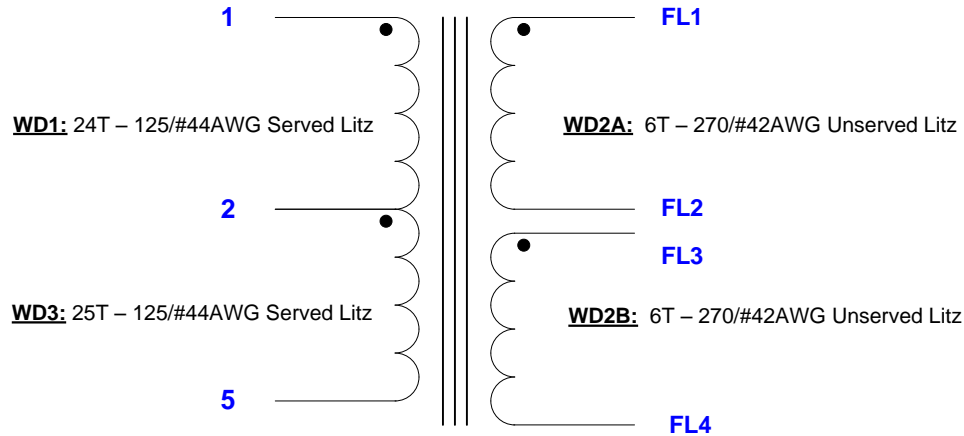 1
FL1
WD1: 24T – 125/#44AWG Served Litz
WD2A: 6T – 270/#42AWG Unserved Litz
2
FL2
FL3
WD3: 25T – 125/#44AWG Served Litz
WD2B: 6T – 270/#42AWG Unserved Litz
5
FL4